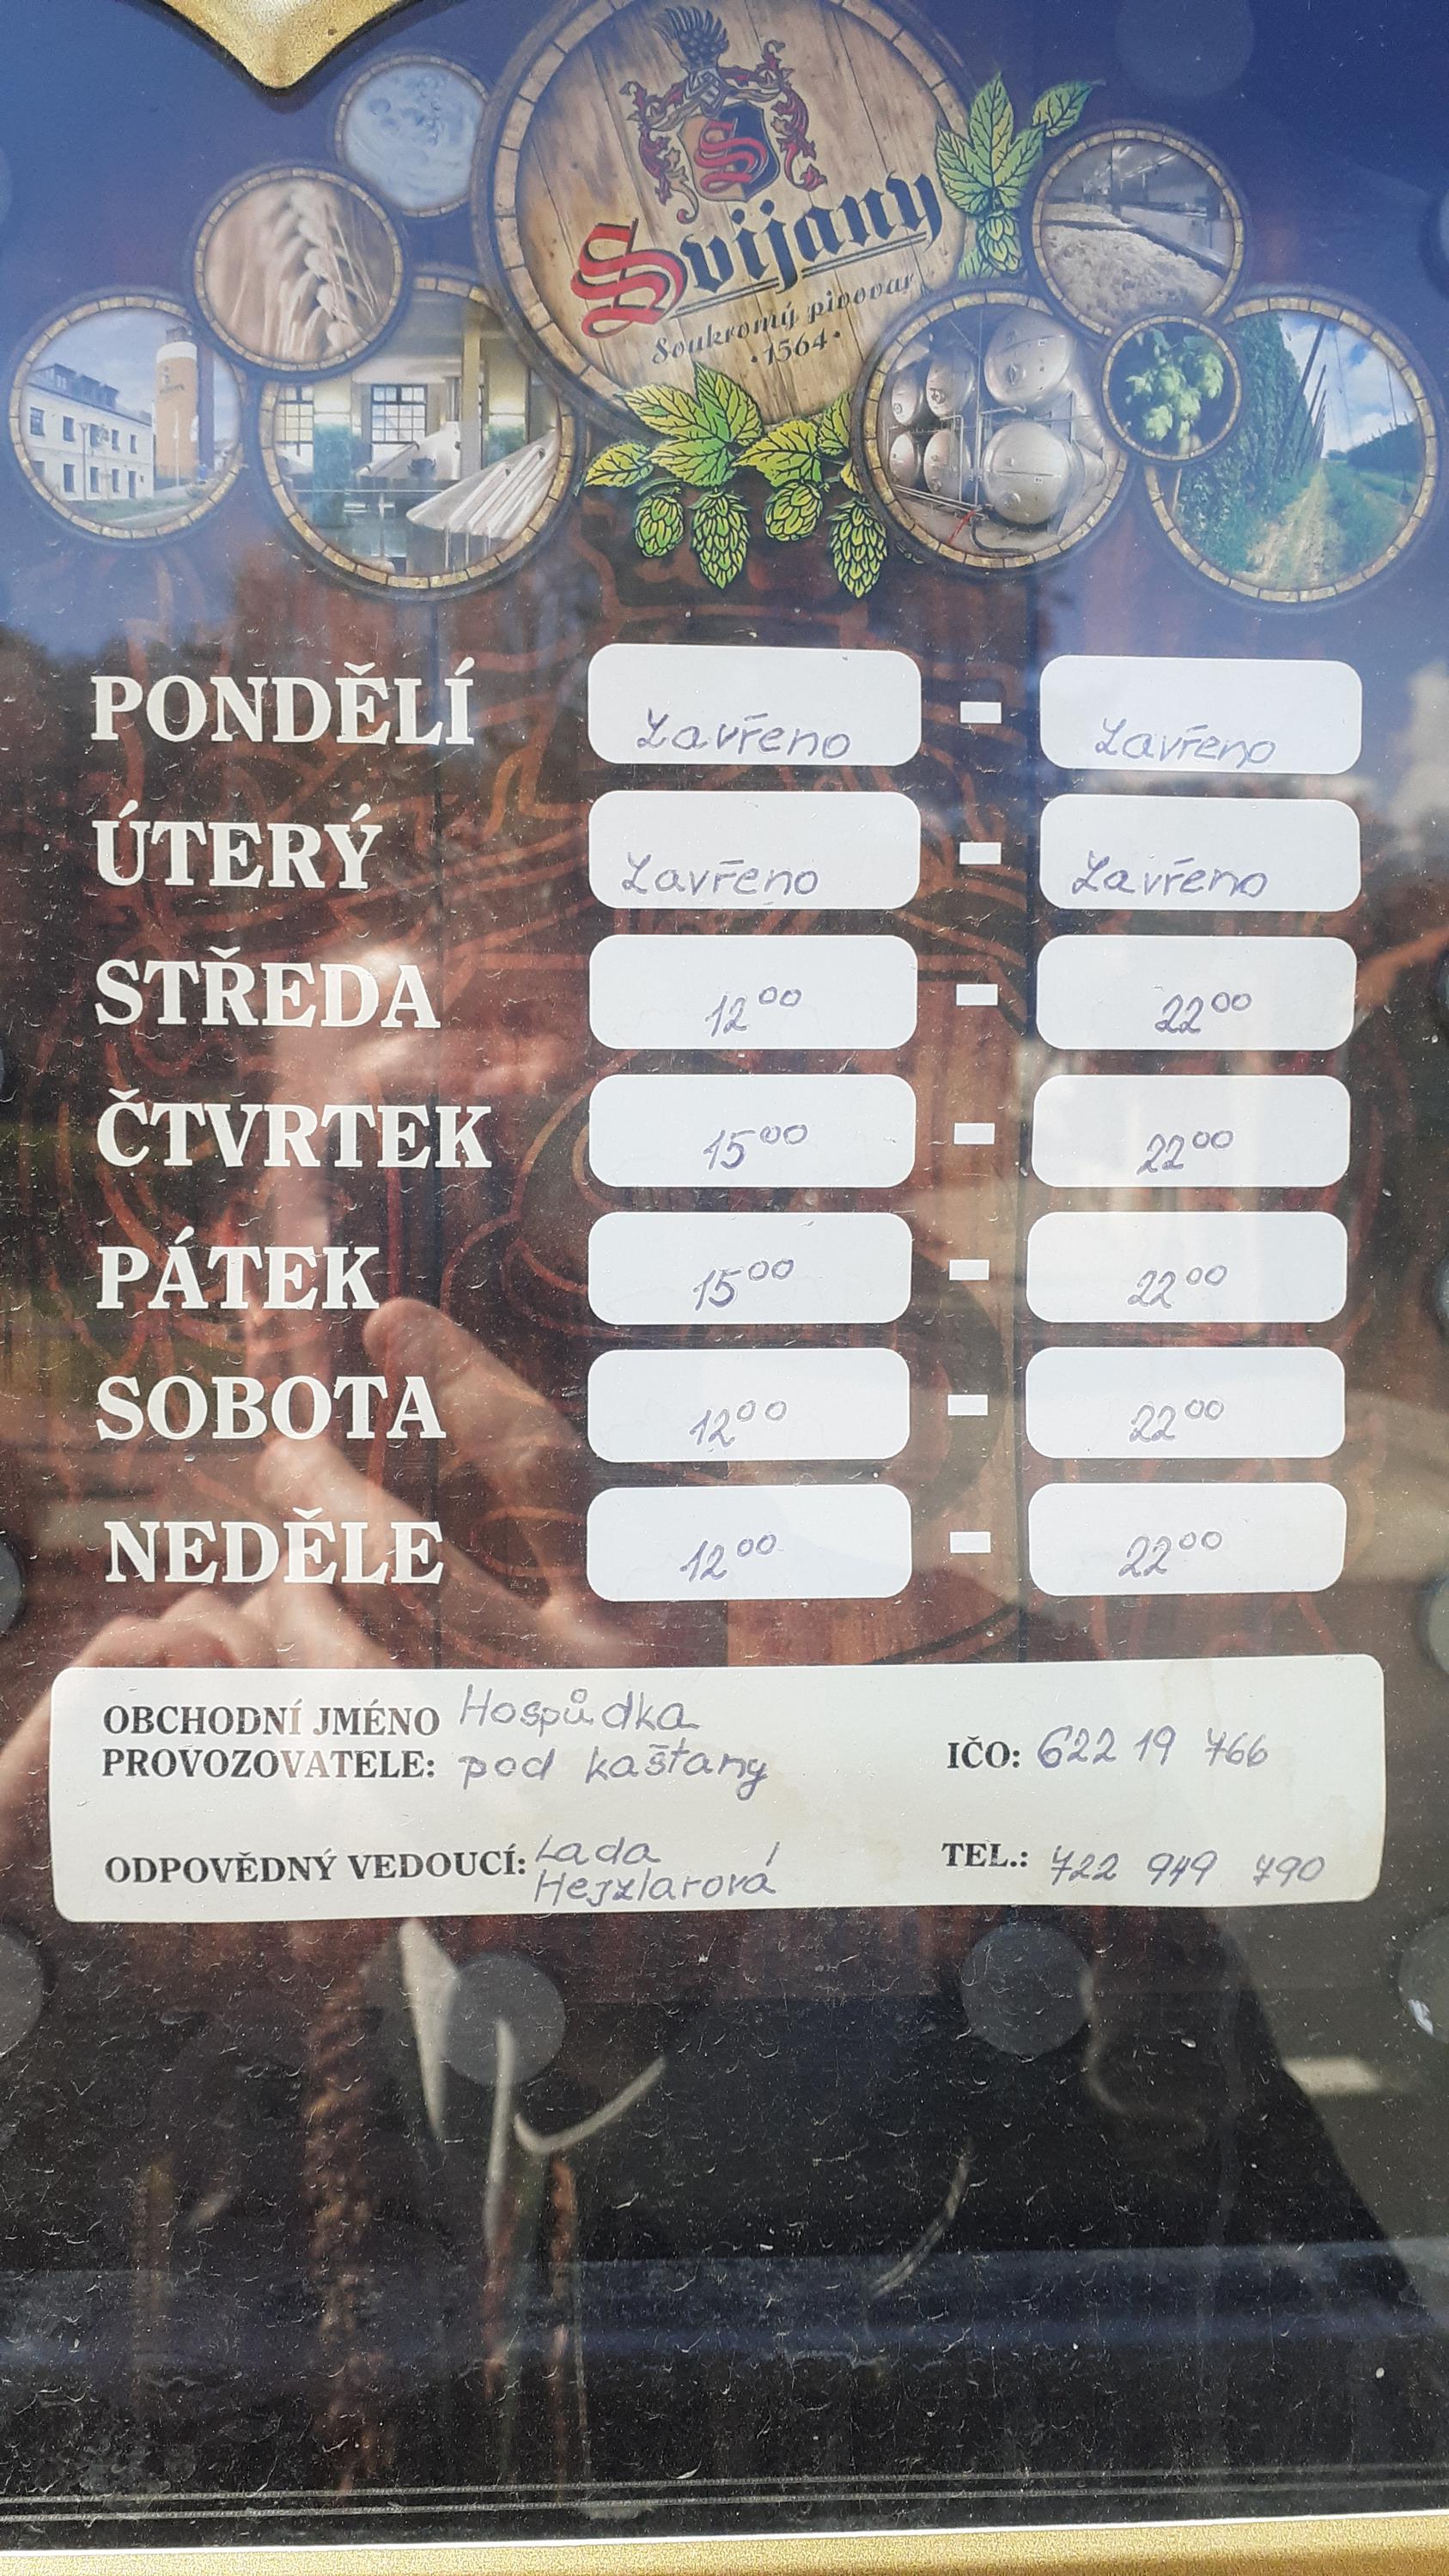 S
Svijany
Soukromý pivovar
·1564·
PONDĚLÍ Zavřeno - Zavřeno
ÚTERÝ Zavřeno - Zavřeno
STŘEDA 12⁰⁰ - 22⁰⁰
ČTVRTEK 15⁰⁰ - 22⁰⁰
PÁTEK 15⁰⁰ - 22⁰⁰
SOBOTA 12⁰⁰ - 22⁰⁰
NEDĚLE 12⁰⁰ - 22⁰⁰
OBCHODNÍ JMÉNO Hospůdka
PROVOZOVATELE: pod kaštany IČO: 622 19 766
ODPOVĚDNÝ VEDOUCÍ: Lada TEL.: 722 949 790
Hejzlarová